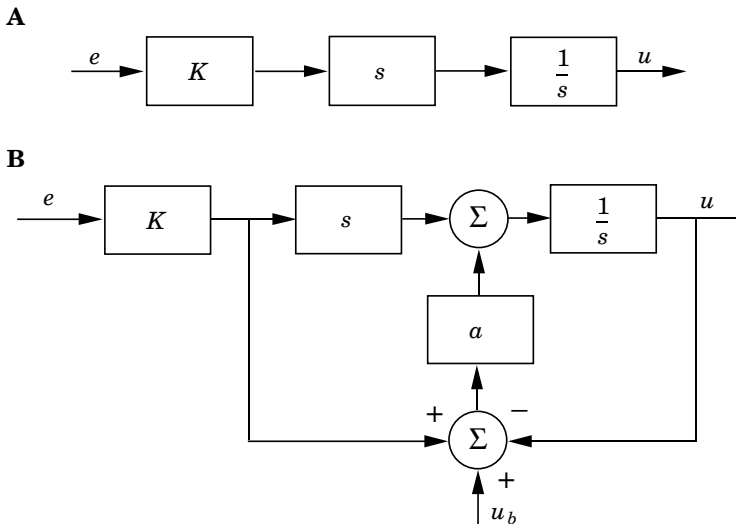 A
e K s 1/s u
B
e K s Σ 1/s u
a
+ −
Σ
+
u_b